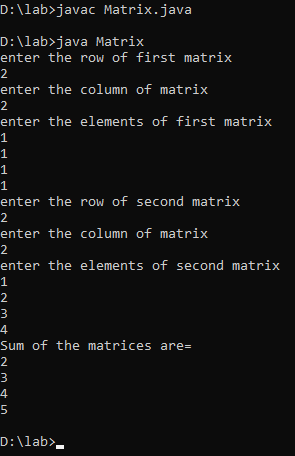 D:\lab>javac Matrix.java
D:\lab>java Matrix
enter the row of first matrix
2
enter the column of matrix
2
enter the elements of first matrix
1
1
1
1
enter the row of second matrix
2
enter the column of matrix
2
enter the elements of second matrix
1
2
3
4
Sum of the matrices are=
2
3
4
5
D:\lab>